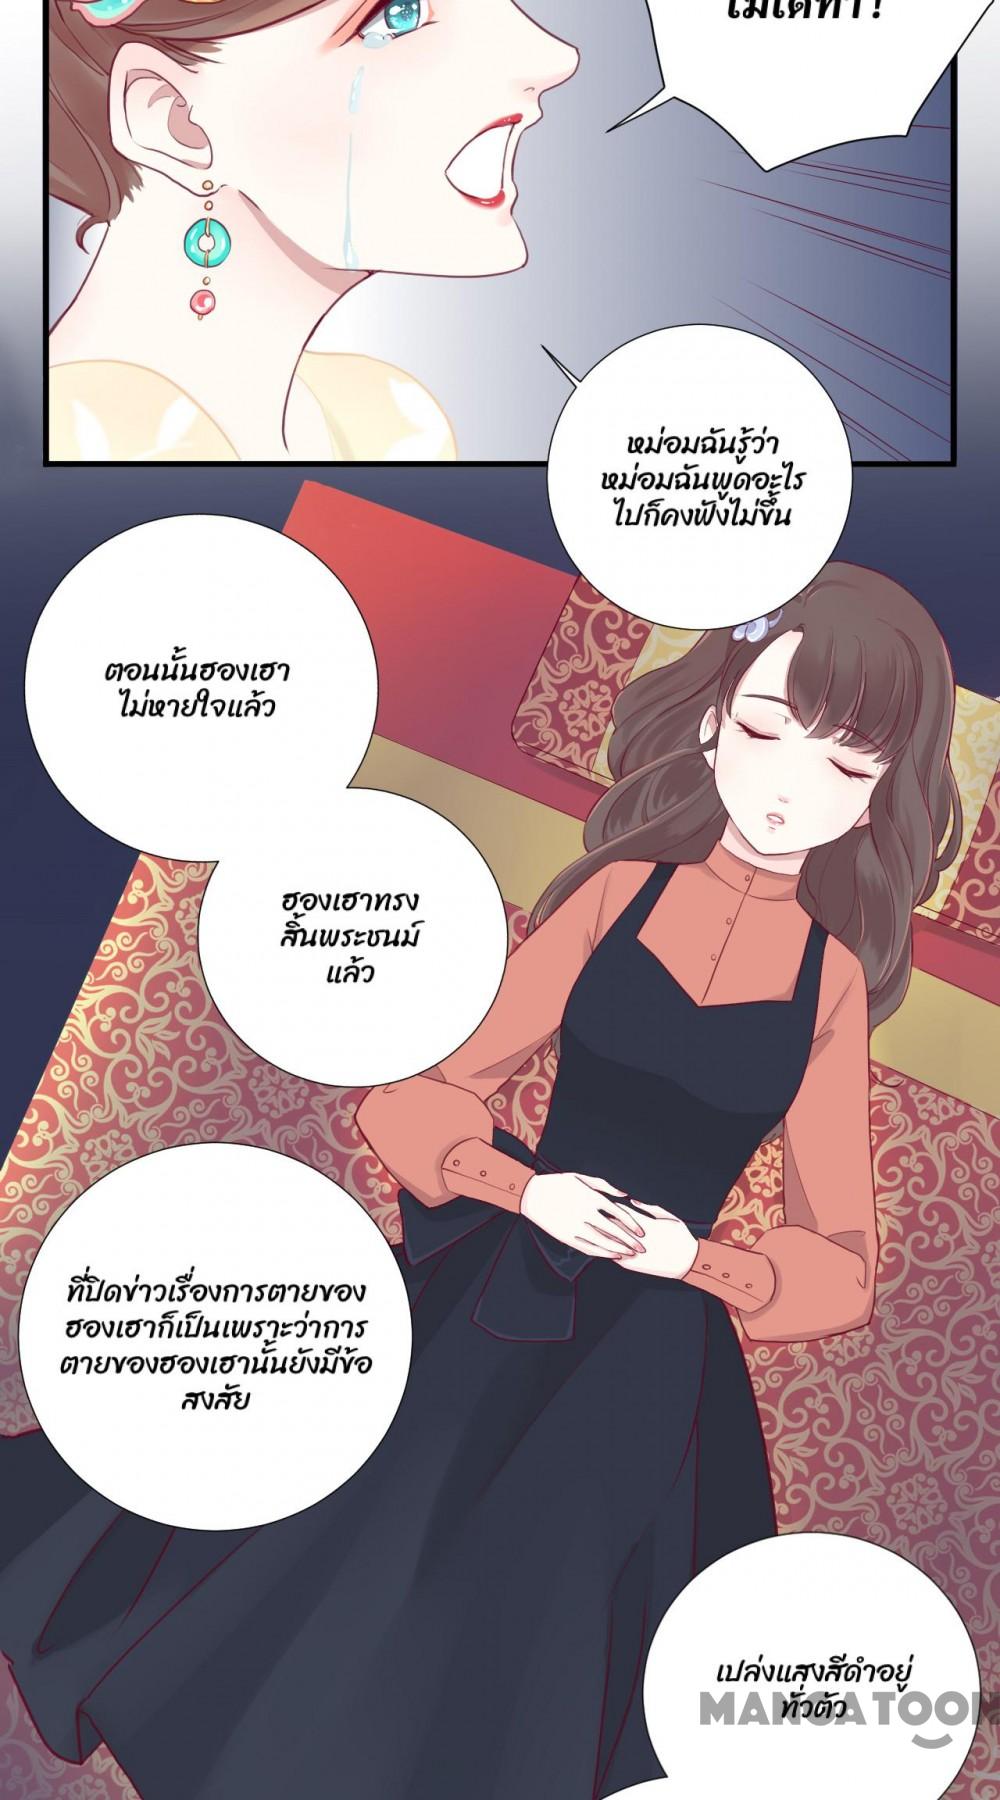 ไม่ได้ทำ!
หม่อมฉันรู้ว่า
หม่อมฉันพูดอะไร
ไปก็คงฟังไม่ขึ้น
ตอนนั้นฮองเฮา
ไม่หายใจแล้ว
ฮองเฮาทรง
สิ้นพระชนม์
แล้ว
ที่ปิดข่าวเรื่องการตายของ
ฮองเฮาก็เป็นเพราะว่าการ
ตายของฮองเฮานั้นยังมีข้อ
สงสัย
เปล่งแสงสีดำอยู่
ทั่วตัว
MANGATOON